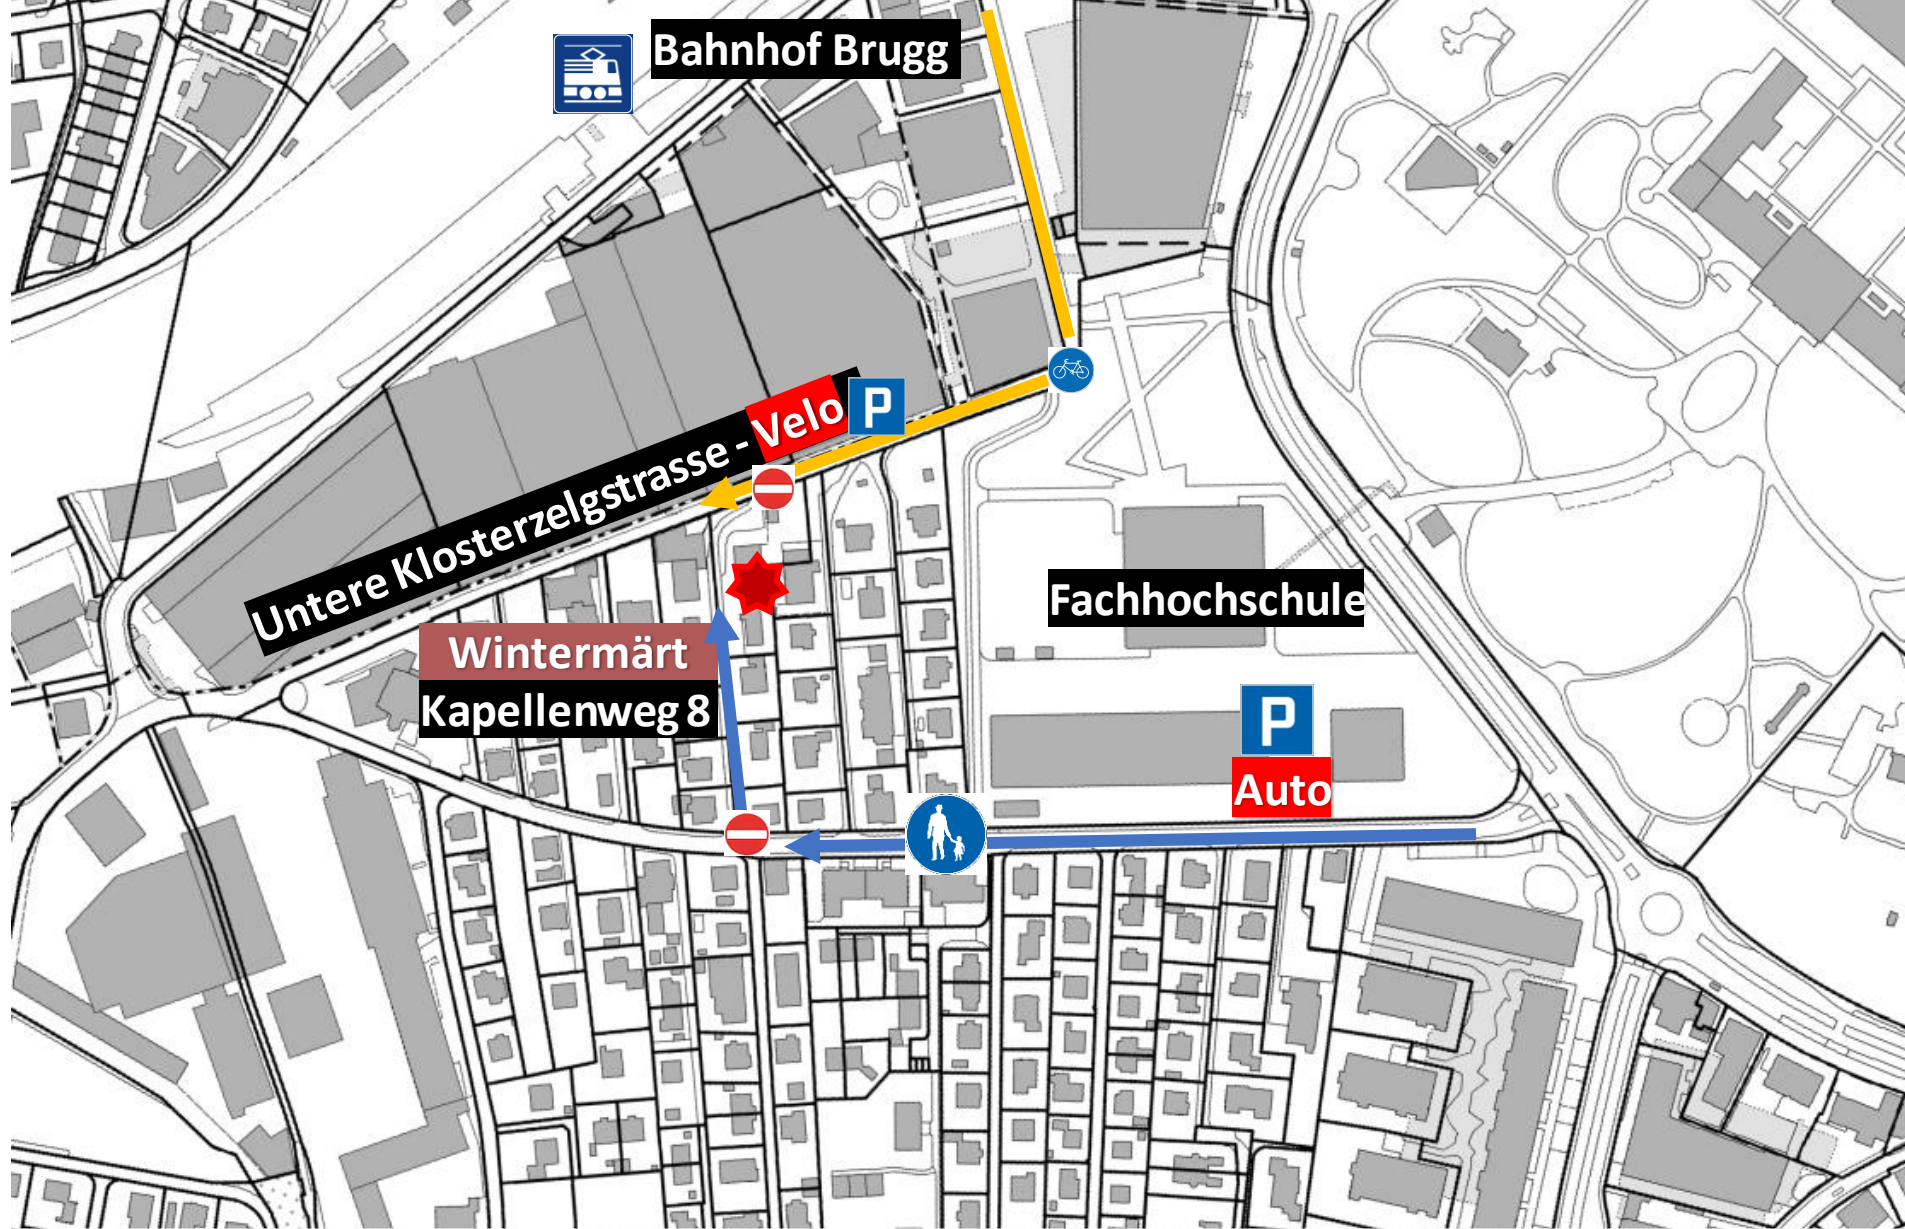 Bahnhof Brugg
Untere Klosterzelgstrasse - Velo P
Fachhochschule
Wintermärt
Kapellenweg 8
P
Auto